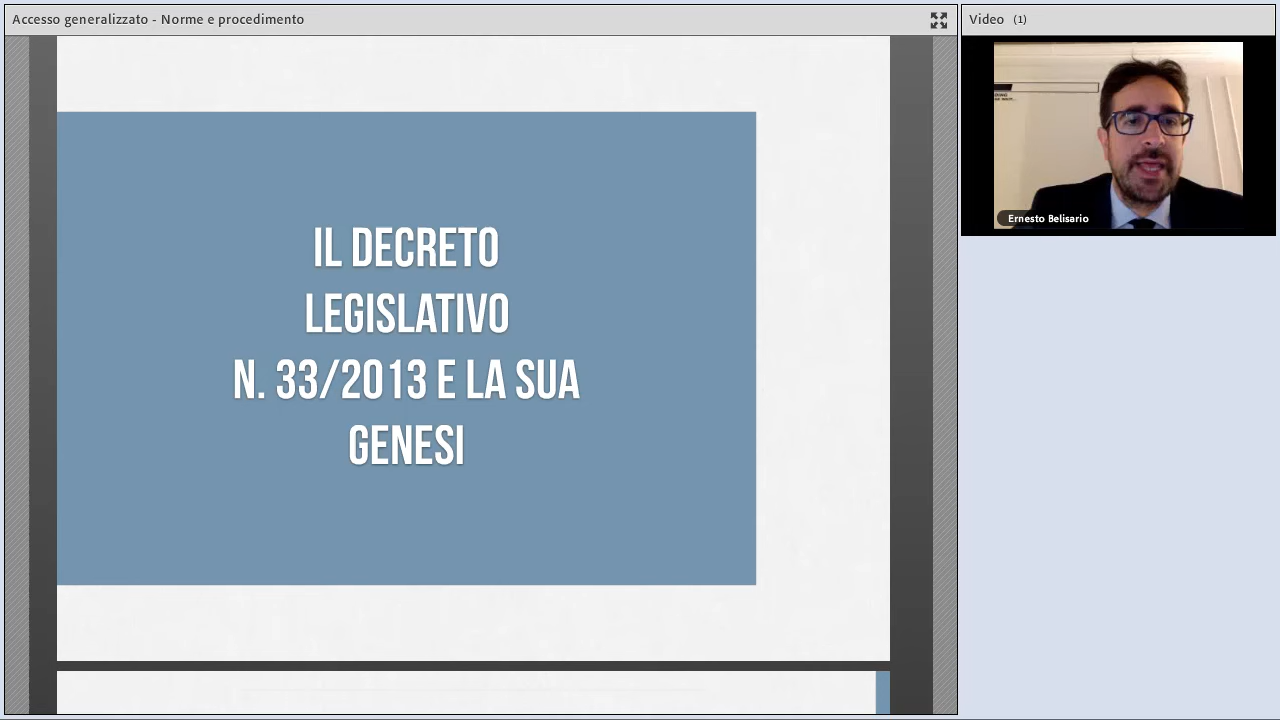 Accesso generalizzato - Norme e procedimento
IL DECRETO
LEGISLATIVO
N. 33/2013 E LA SUA
GENESI
Video (1)
Ernesto Belisario